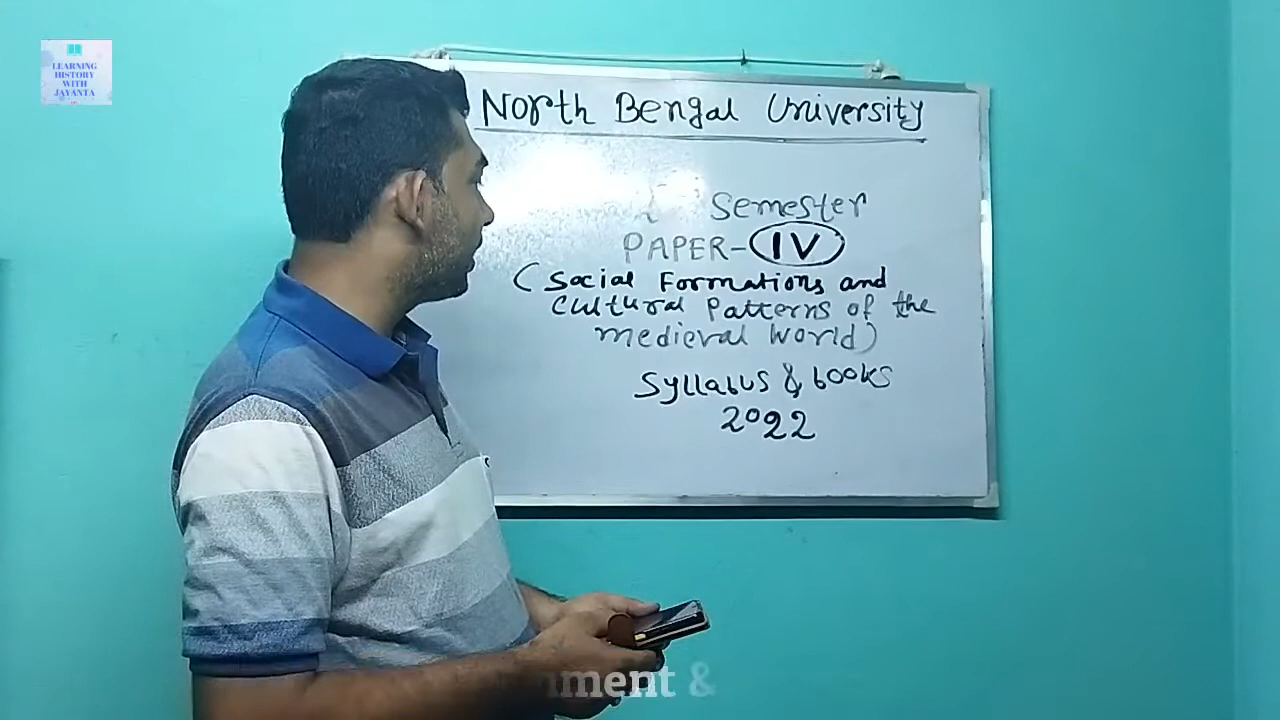 LEARNING
HISTORY
WITH
JAYANTA
North Bengal University
Semester
PAPER-IV
(Social Formations and
Cultural Patterns of the
medieval World)
Syllabus & books
2022
&